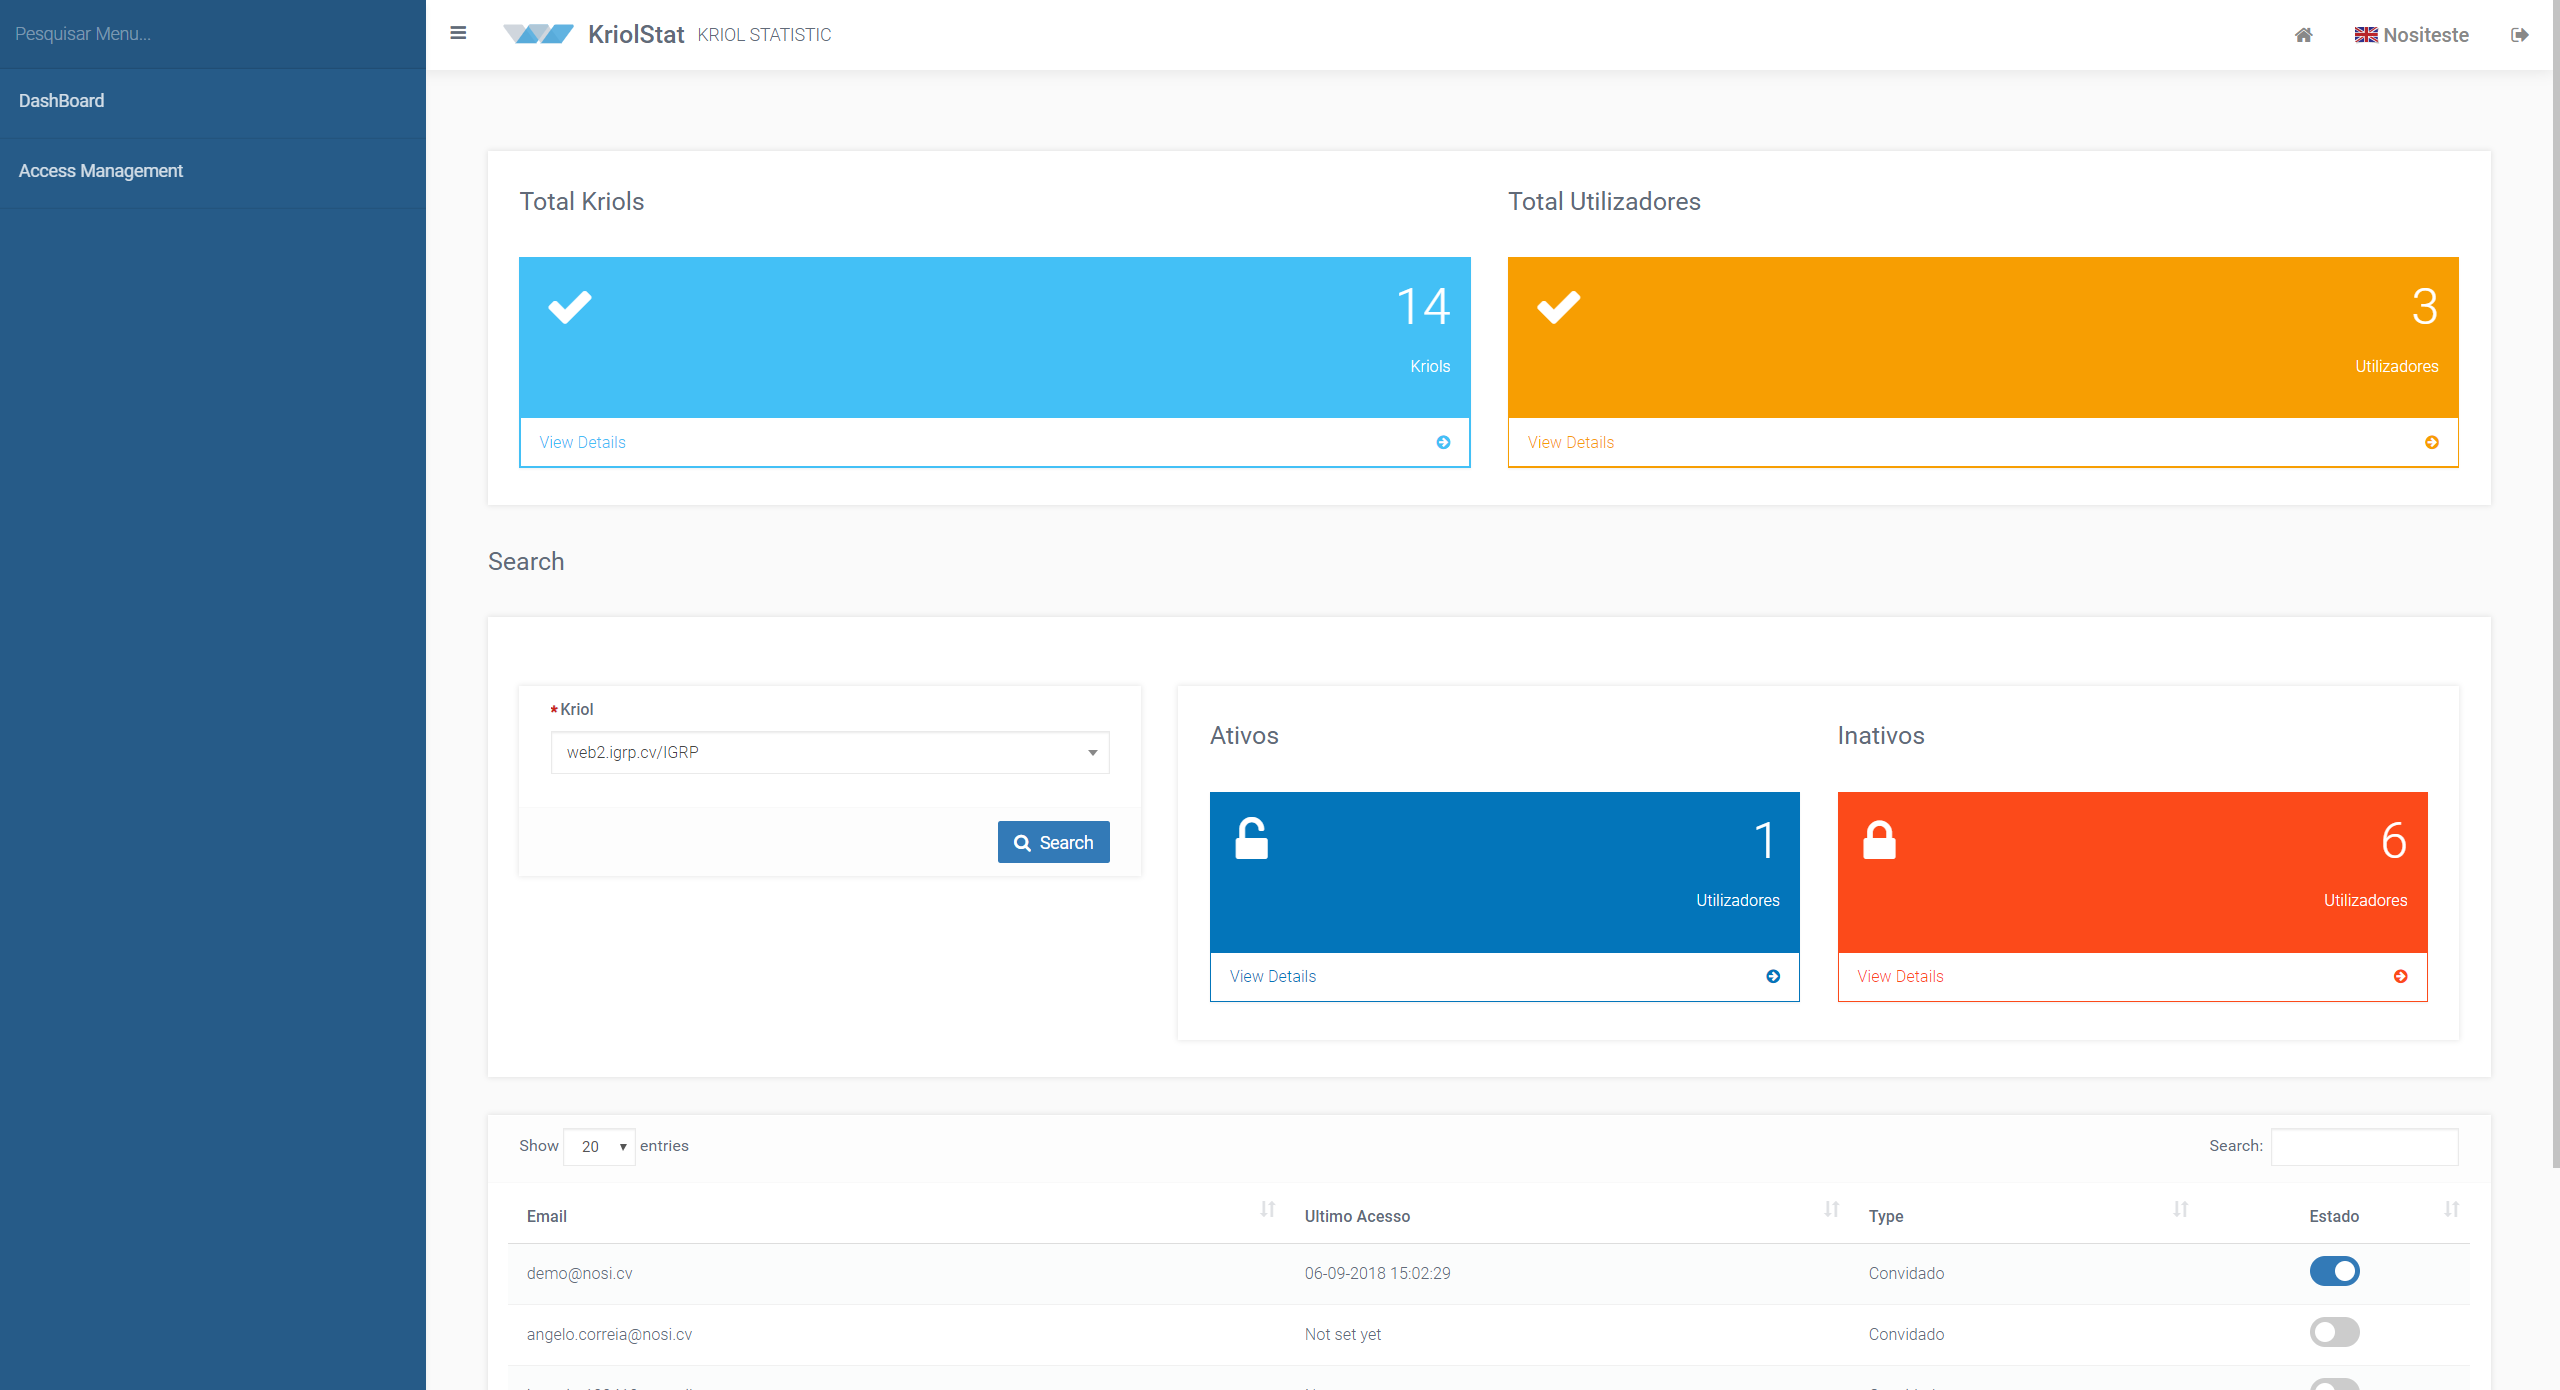 Pesquisar Menu...
DashBoard
Access Management
KriolStat KRIOL STATISTIC
Nositeste
Total Kriols
Total Utilizadores
14
Kriols
View Details
3
Utilizadores
View Details
Search
*Kriol
web2.igrp.cv/IGRP
Search
Ativos
Inativos
1
Utilizadores
View Details
6
Utilizadores
View Details
Show 20 entries
Search:
Email Ultimo Acesso Type Estado
demo@nosi.cv 06-09-2018 15:02:29 Convidado
angelo.correia@nosi.cv Not set yet Convidado